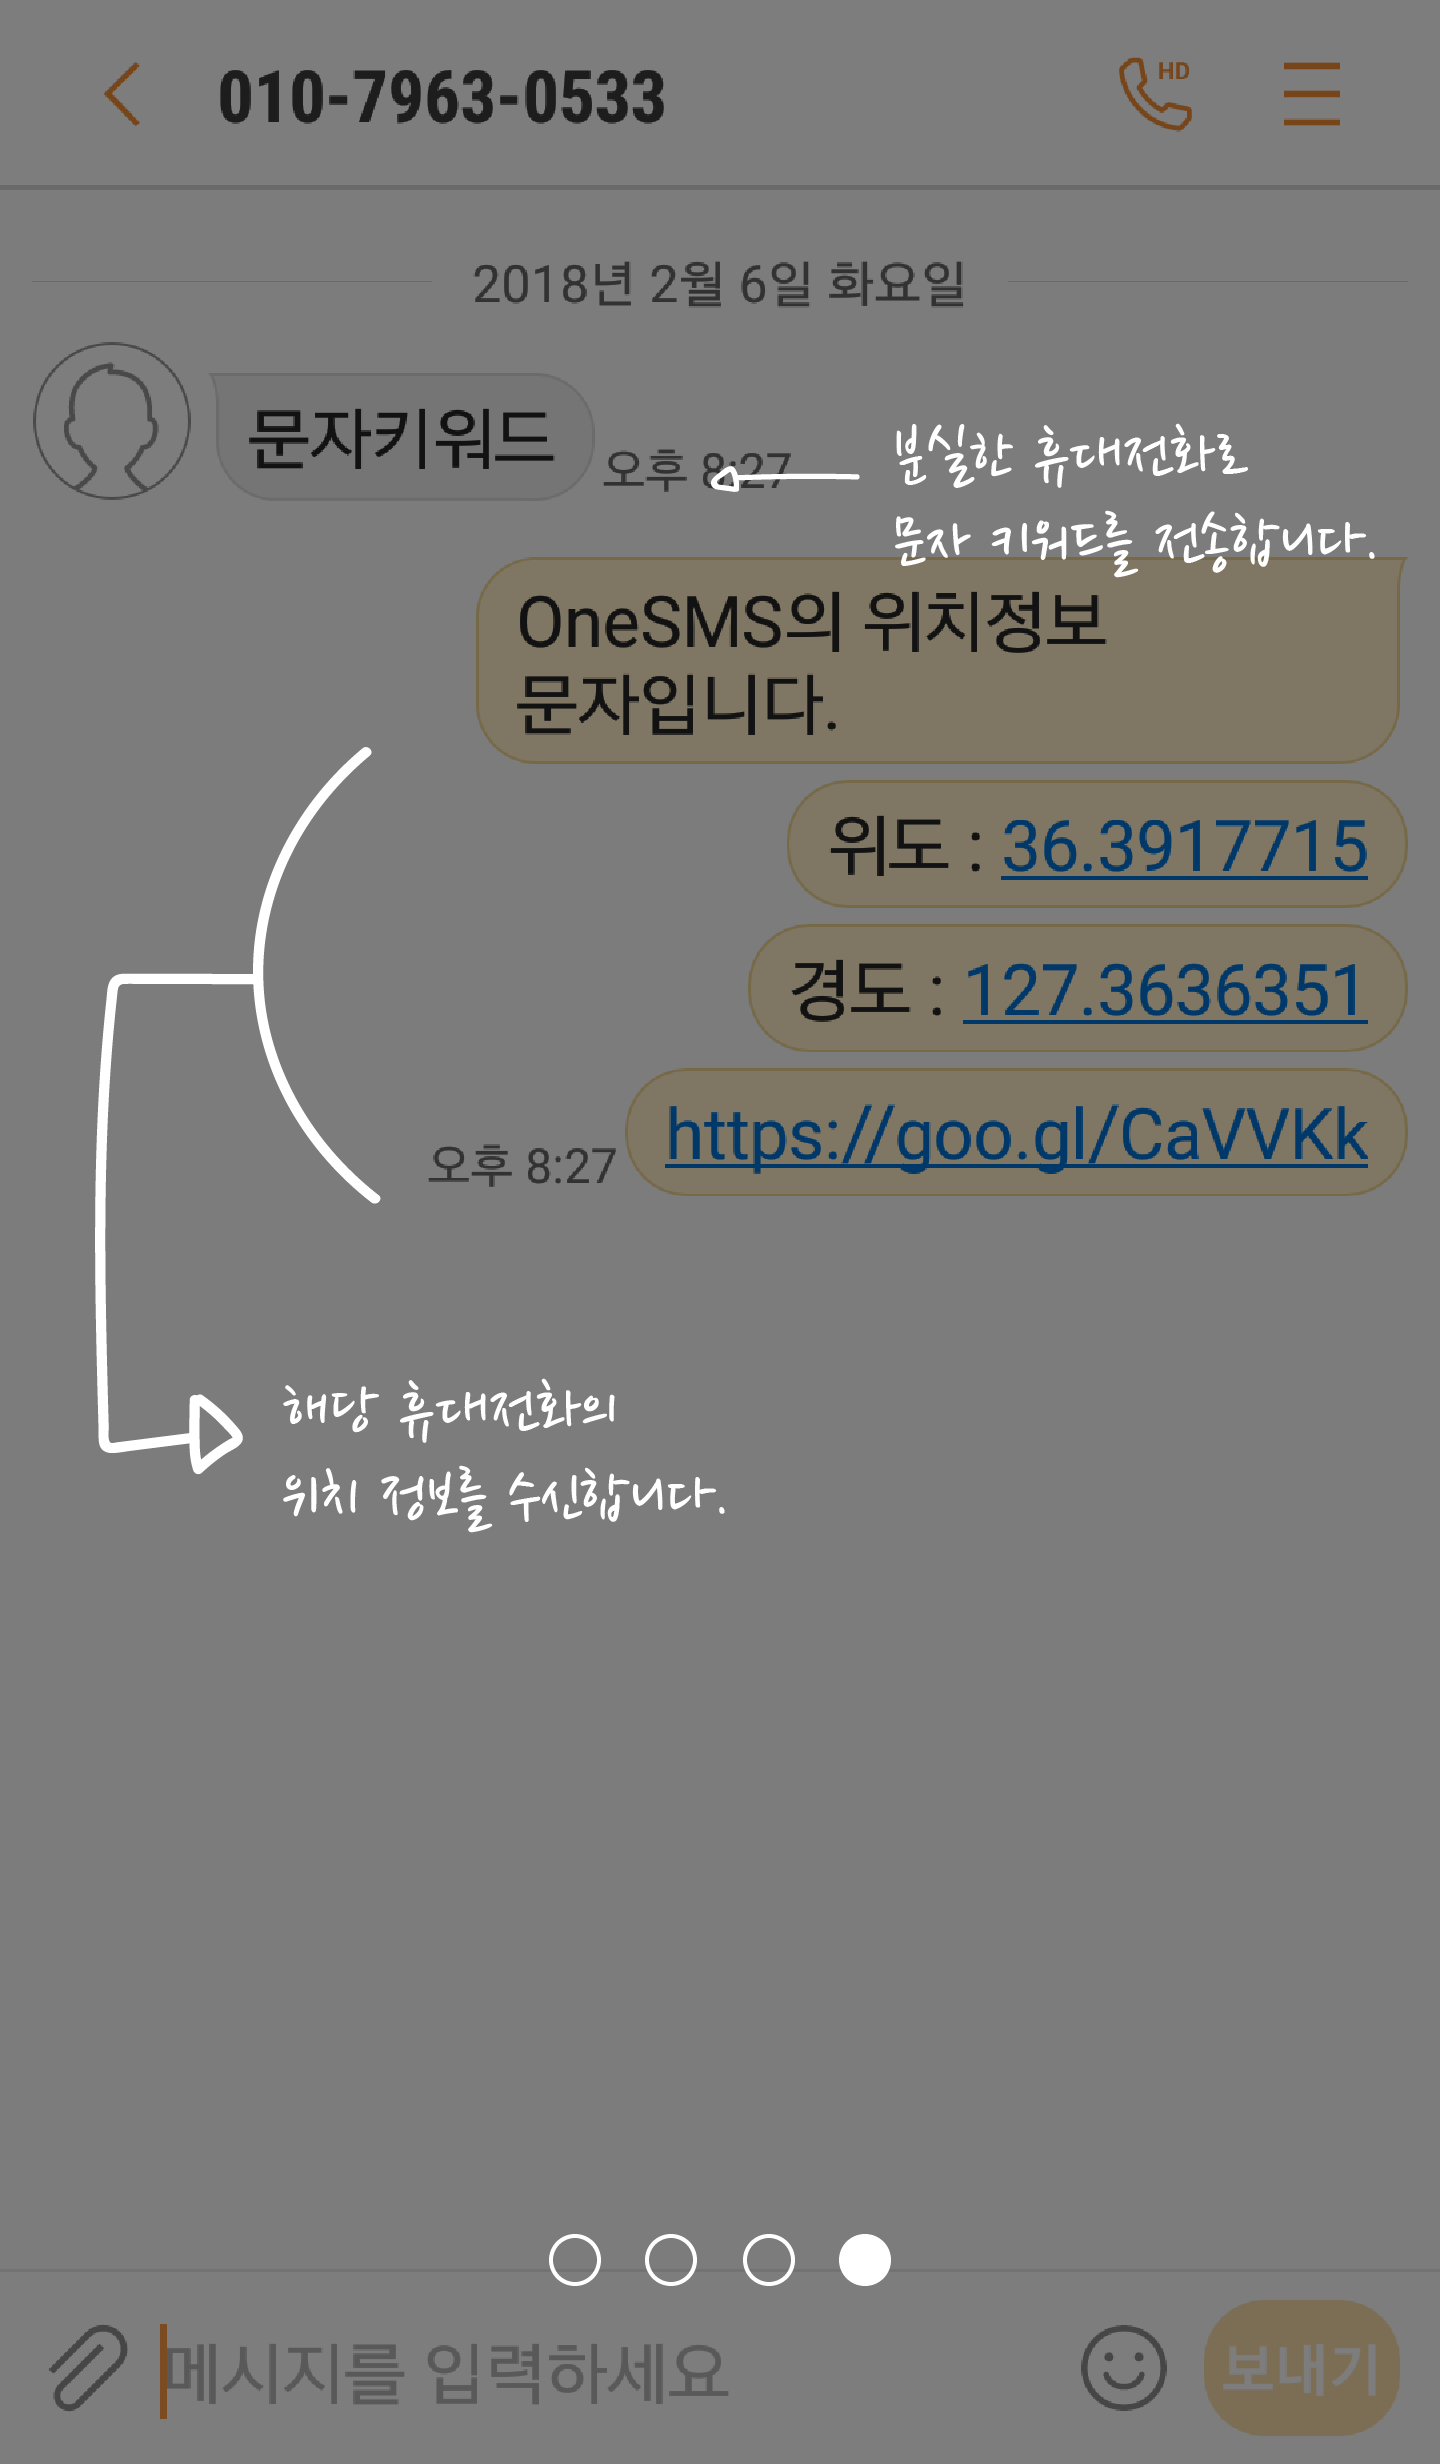 010-7963-0533
HD
2018년 2월 6일 화요일
문자키워드
오후 8:27
분실한 휴대전화로
문자 키워드를 전송합니다.
OneSMS의 위치정보
문자입니다.
위도 : 36.3917715
경도 : 127.3636351
https://goo.gl/CaVVKk
오후 8:27
해당 휴대전화의
위치 정보를 수신합니다.
메시지를 입력하세요
보내기